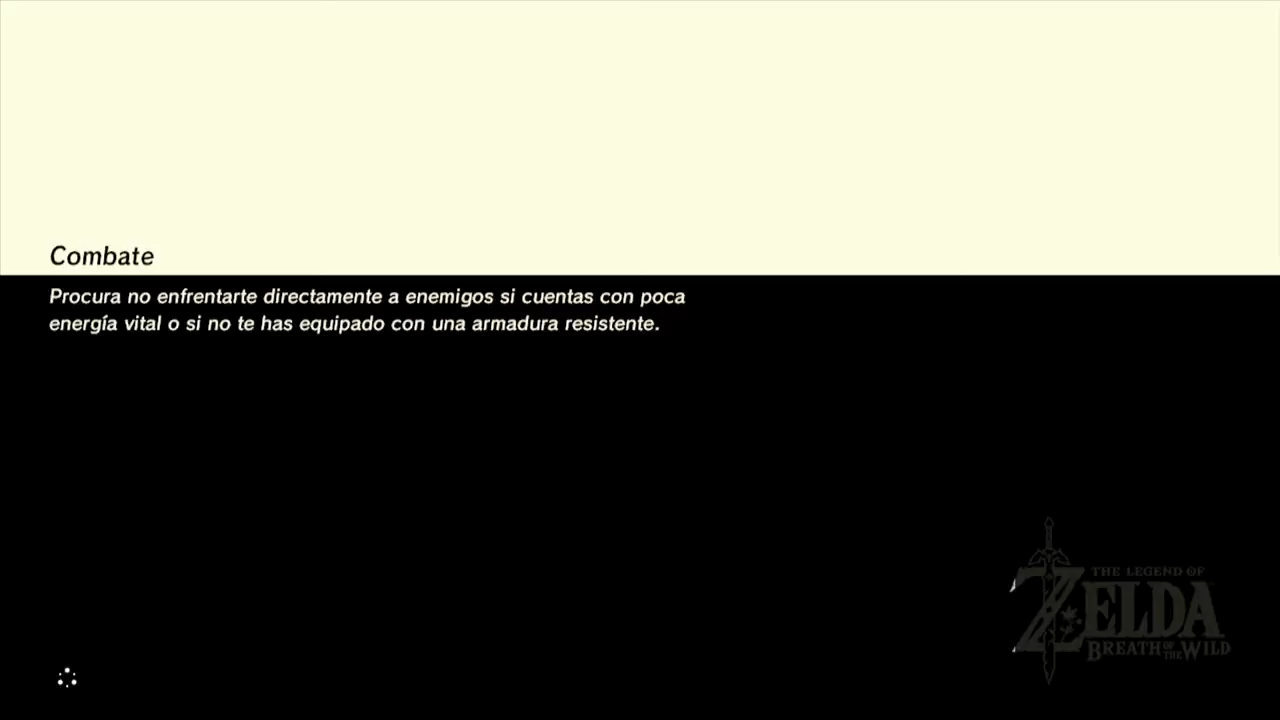 Combate
Procura no enfrentarte directamente a enemigos si cuentas con poca
energía vital o si no te has equipado con una armadura resistente.
THE LEGEND OF
ZELDA
BREATH OF THE WILD